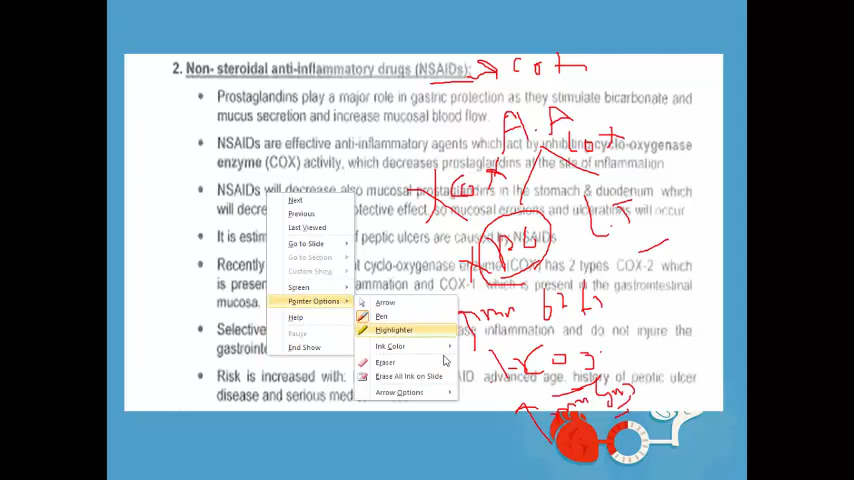 2. Non- steroidal anti-inflammatory drugs (NSAIDs): cox
• Prostaglandins play a major role in gastric protection as they stimulate bicarbonate and
mucus secretion and increase mucosal blood flow.
A.A
• NSAIDs are effective anti-inflammatory agents which act by inhibiting cyclo-oxygenase
enzyme (COX) activity, which decreases prostaglandins at the site of inflammation
cox
• NSAIDs will decrease also mucosal prostaglandins in the stomach & duodenum which
will decre protective effect, so mucosal erosions and ulcerations will occur
• It is estim of peptic ulcers are caused by NSAIDs
• Recently cyclo-oxygenase enzyme (COX) has 2 types COX-2 which
is presen ammation and COX-1 which is present in the gastrointestinal
mucosa.
• Selective ase inflammation and do not injure the
gastroin
• Risk is increased with: AID advanced age, history of peptic ulcer
disease and serious med
Next
Previous
Last Viewed
Go to Slide
Go to Section
Custom Show
Screen
Pointer Options
Help
Pause
End Show
Arrow
Pen
Highlighter
Ink Color
Eraser
Erase All Ink on Slide
Arrow Options